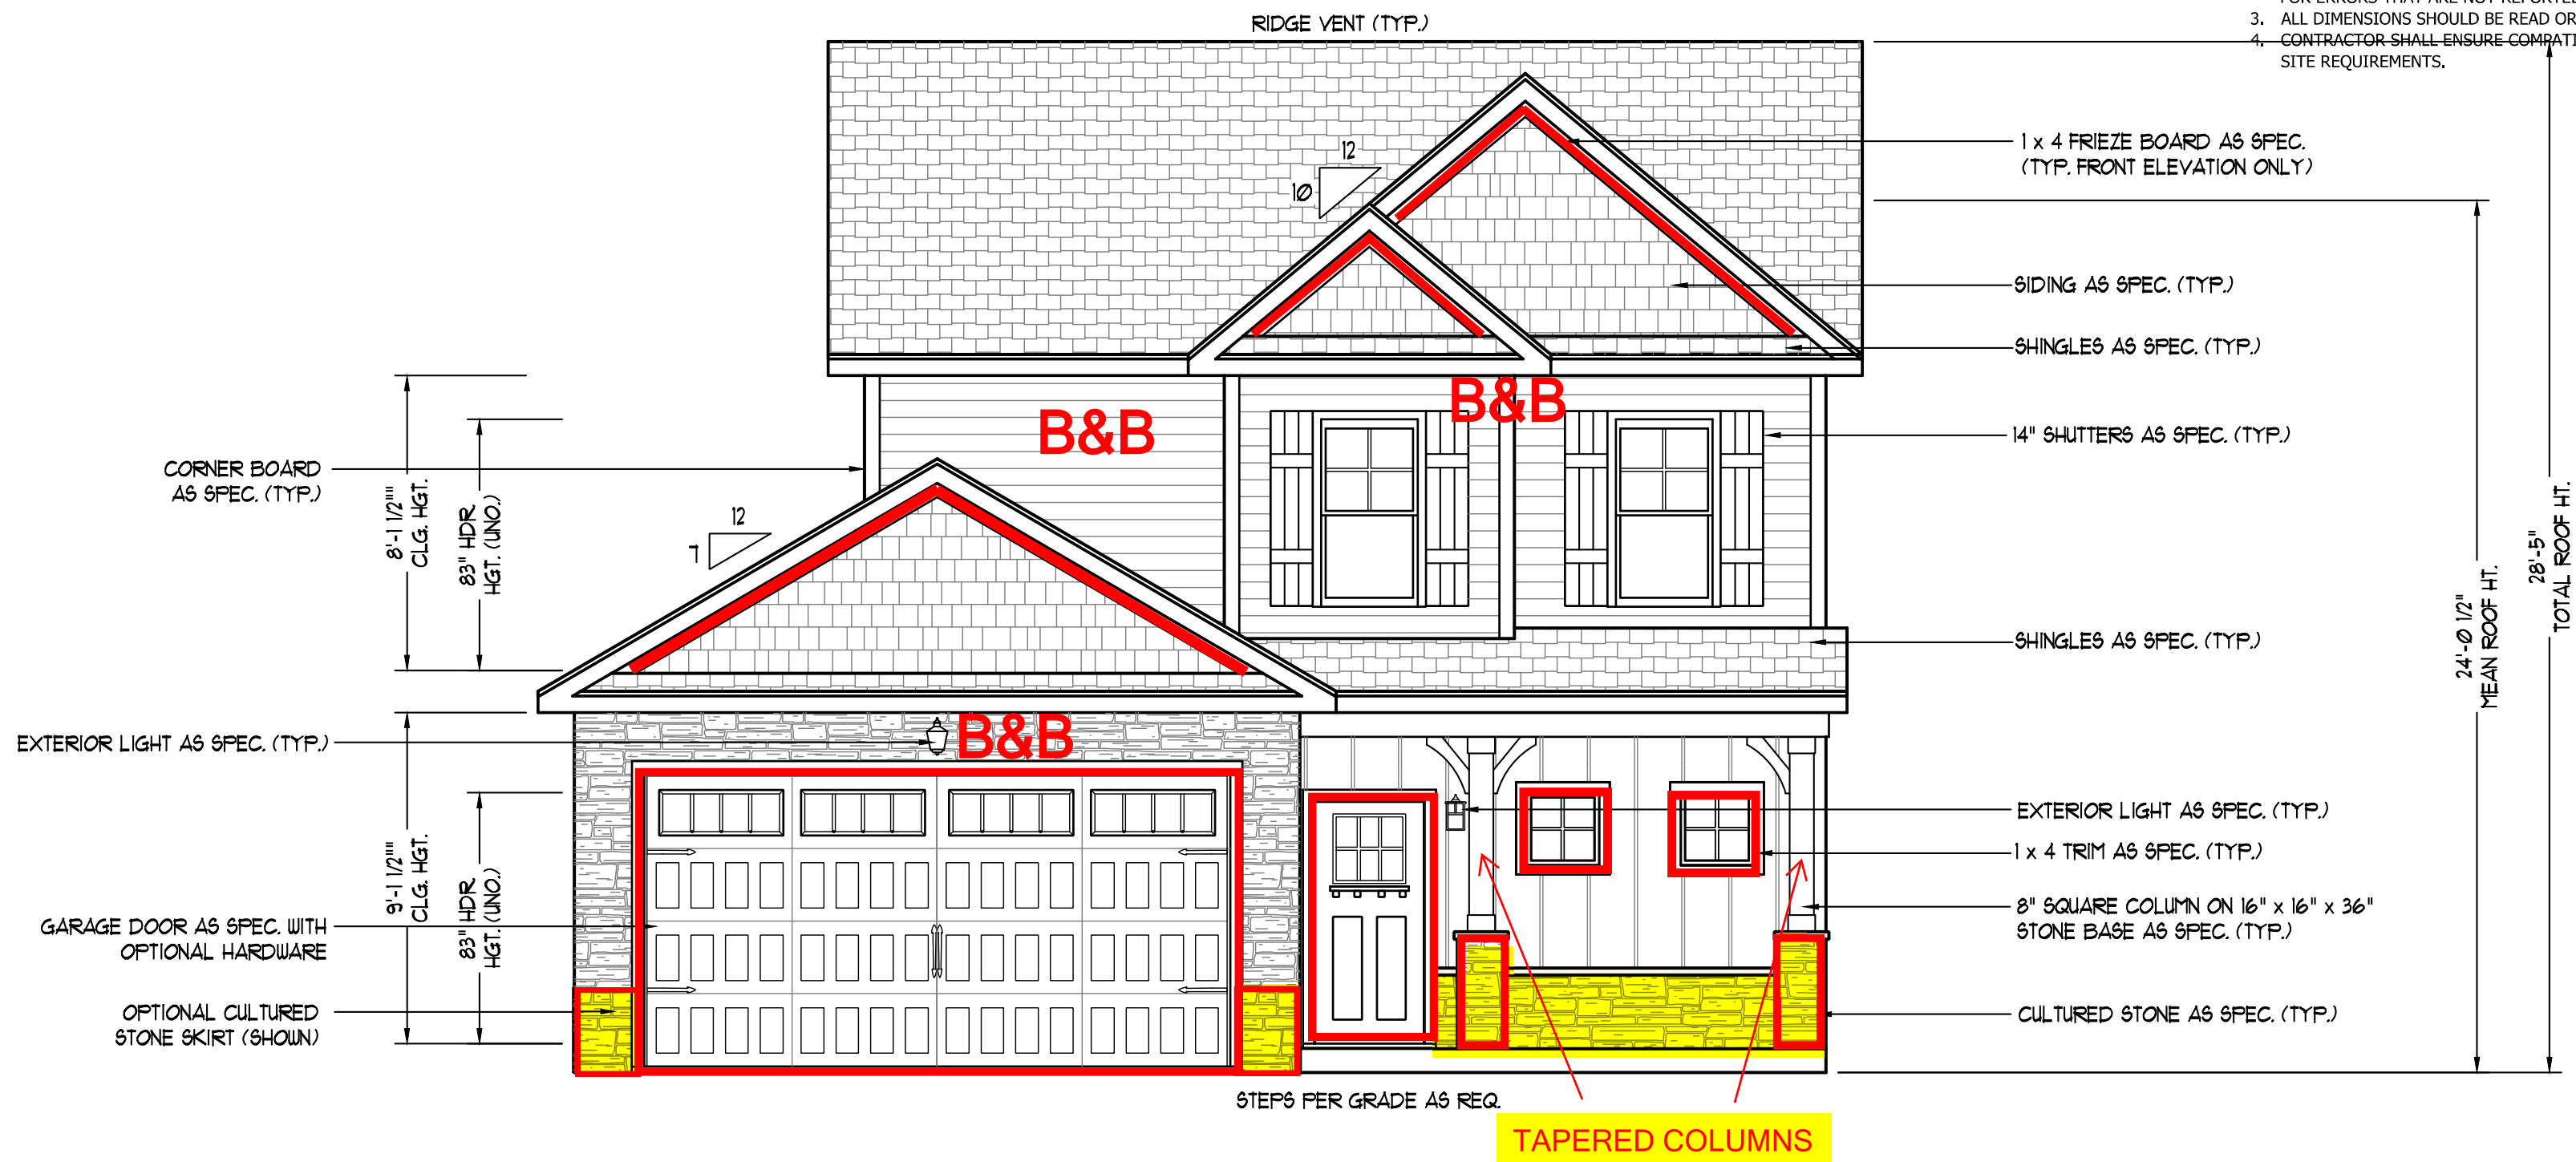 RIDGE VENT (TYP.)
FOR ERRORS THAT ARE NOT REPORTED
3. ALL DIMENSIONS SHOULD BE READ OR
4. CONTRACTOR SHALL ENSURE COMPATI
SITE REQUIREMENTS.
1 x 4 FRIEZE BOARD AS SPEC.
(TYP. FRONT ELEVATION ONLY)
12
10
SIDING AS SPEC. (TYP.)
SHINGLES AS SPEC. (TYP.)
B&B
B&B
14" SHUTTERS AS SPEC. (TYP.)
CORNER BOARD
AS SPEC. (TYP.)
8'-1 1/2""
CLG. HGT.
83" HDR
HGT. (UNO.)
12
7
28'-5"
TOTAL ROOF HT.
24'-0 1/2"
MEAN ROOF HT.
SHINGLES AS SPEC. (TYP.)
EXTERIOR LIGHT AS SPEC. (TYP.)
B&B
EXTERIOR LIGHT AS SPEC. (TYP.)
1 x 4 TRIM AS SPEC. (TYP.)
9'-1 1/2""
CLG. HGT.
83" HDR
HGT. (UNO.)
8" SQUARE COLUMN ON 16" x 16" x 36"
STONE BASE AS SPEC. (TYP.)
GARAGE DOOR AS SPEC. WITH
OPTIONAL HARDWARE
OPTIONAL CULTURED
STONE SKIRT (SHOWN)
CULTURED STONE AS SPEC. (TYP.)
STEPS PER GRADE AS REQ.
TAPERED COLUMNS